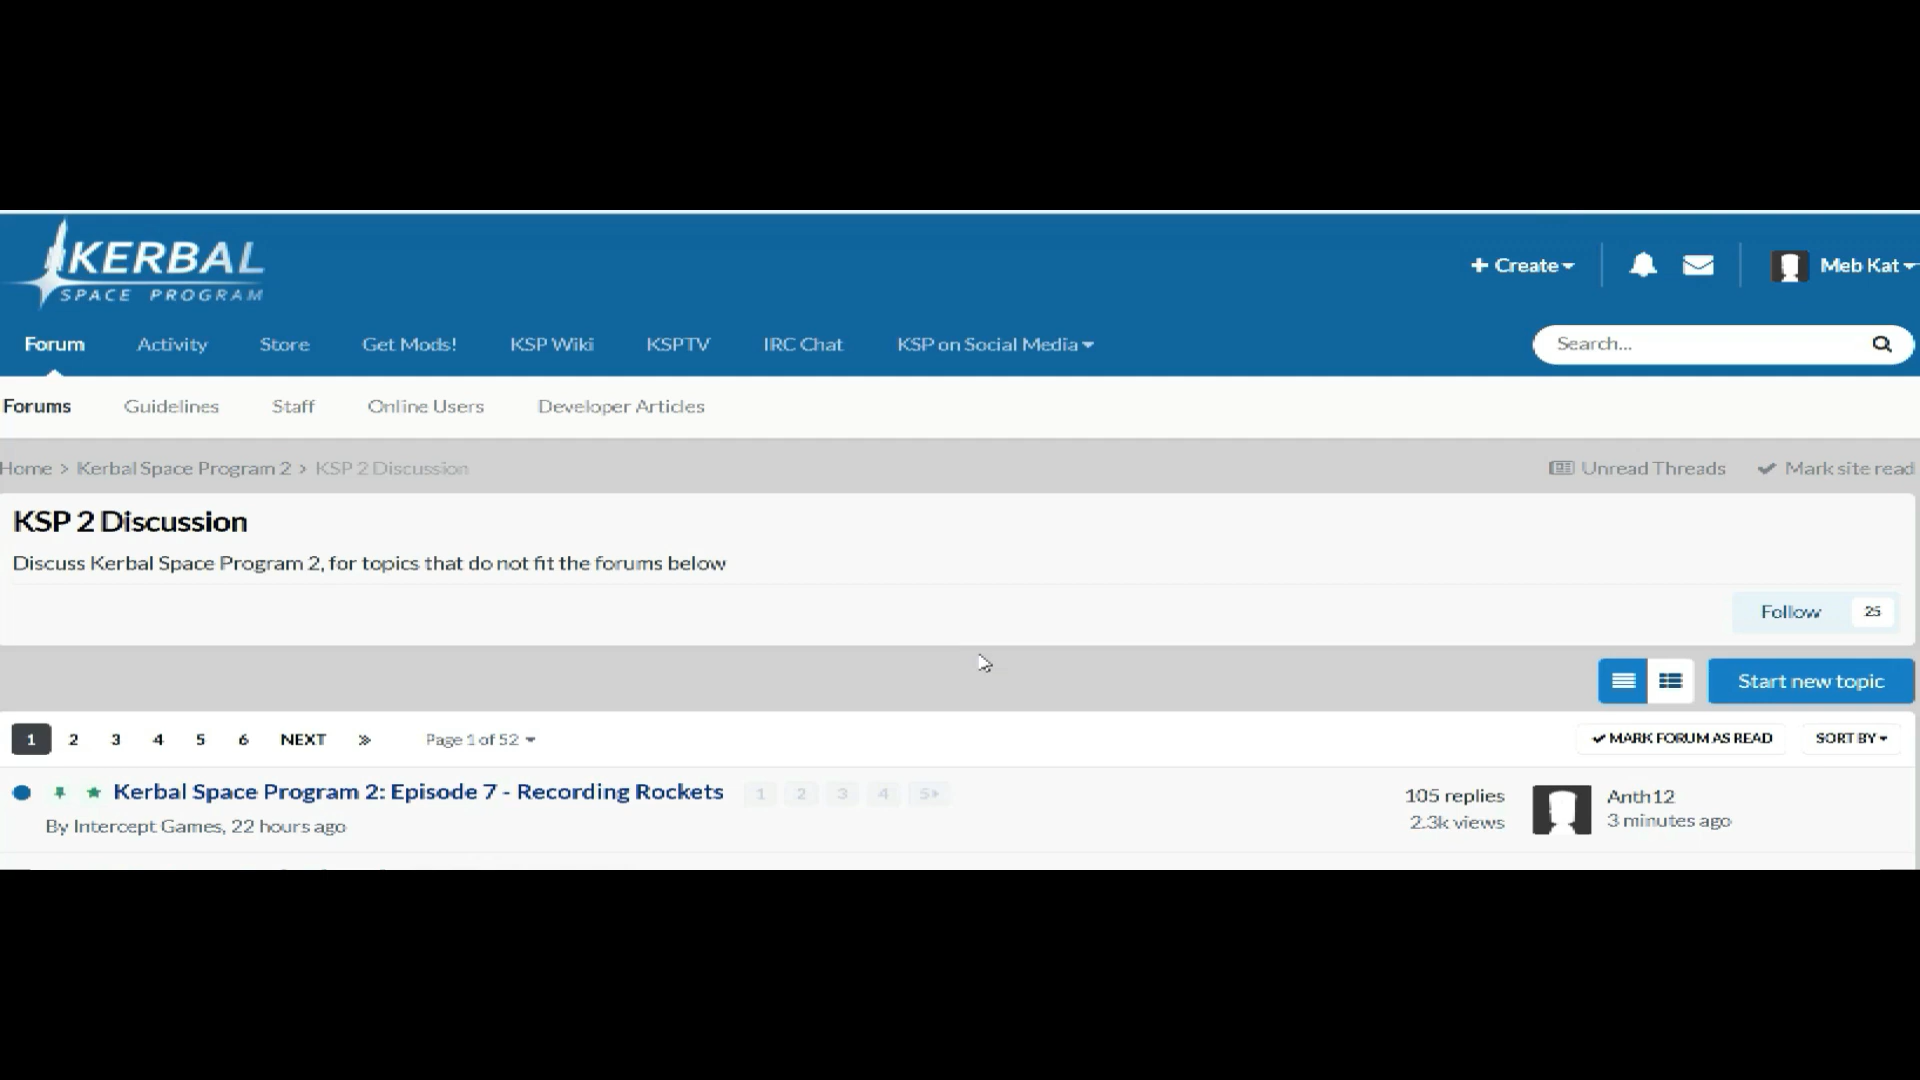 KERBAL
SPACE PROGRAM
+ Create
Meb Kat
Forum Activity Store Get Mods! KSP Wiki KSPTV IRC Chat KSP on Social Media
Search...
Forums Guidelines Staff Online Users Developer Articles
Home > Kerbal Space Program 2 > KSP 2 Discussion
Unread Threads Mark site read
KSP 2 Discussion
Discuss Kerbal Space Program 2, for topics that do not fit the forums below
Follow 25
Start new topic
1 2 3 4 5 6 NEXT » Page 1 of 52
MARK FORUM AS READ SORT BY
Kerbal Space Program 2: Episode 7 - Recording Rockets 1 2 3 4 5
By Intercept Games, 22 hours ago
105 replies
2.3k views
Anth12
3 minutes ago